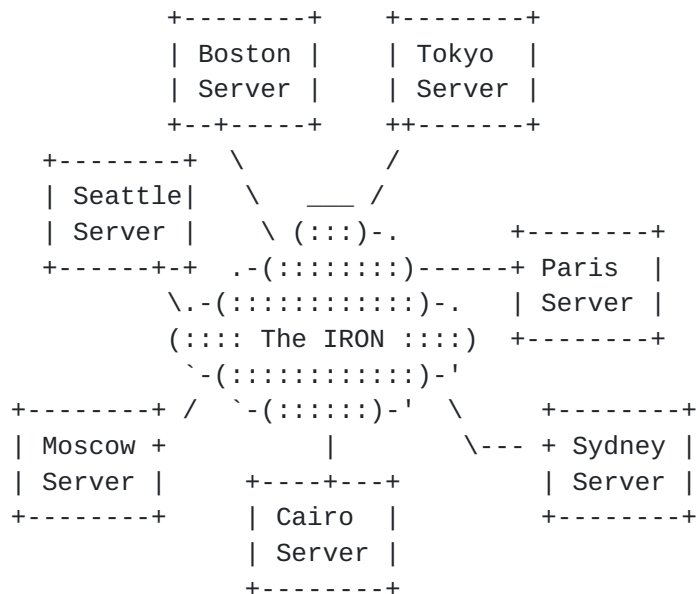 Boston
Server
Tokyo
Server
Seattle
Server
Paris
Server
The IRON
Moscow
Server
Sydney
Server
Cairo
Server